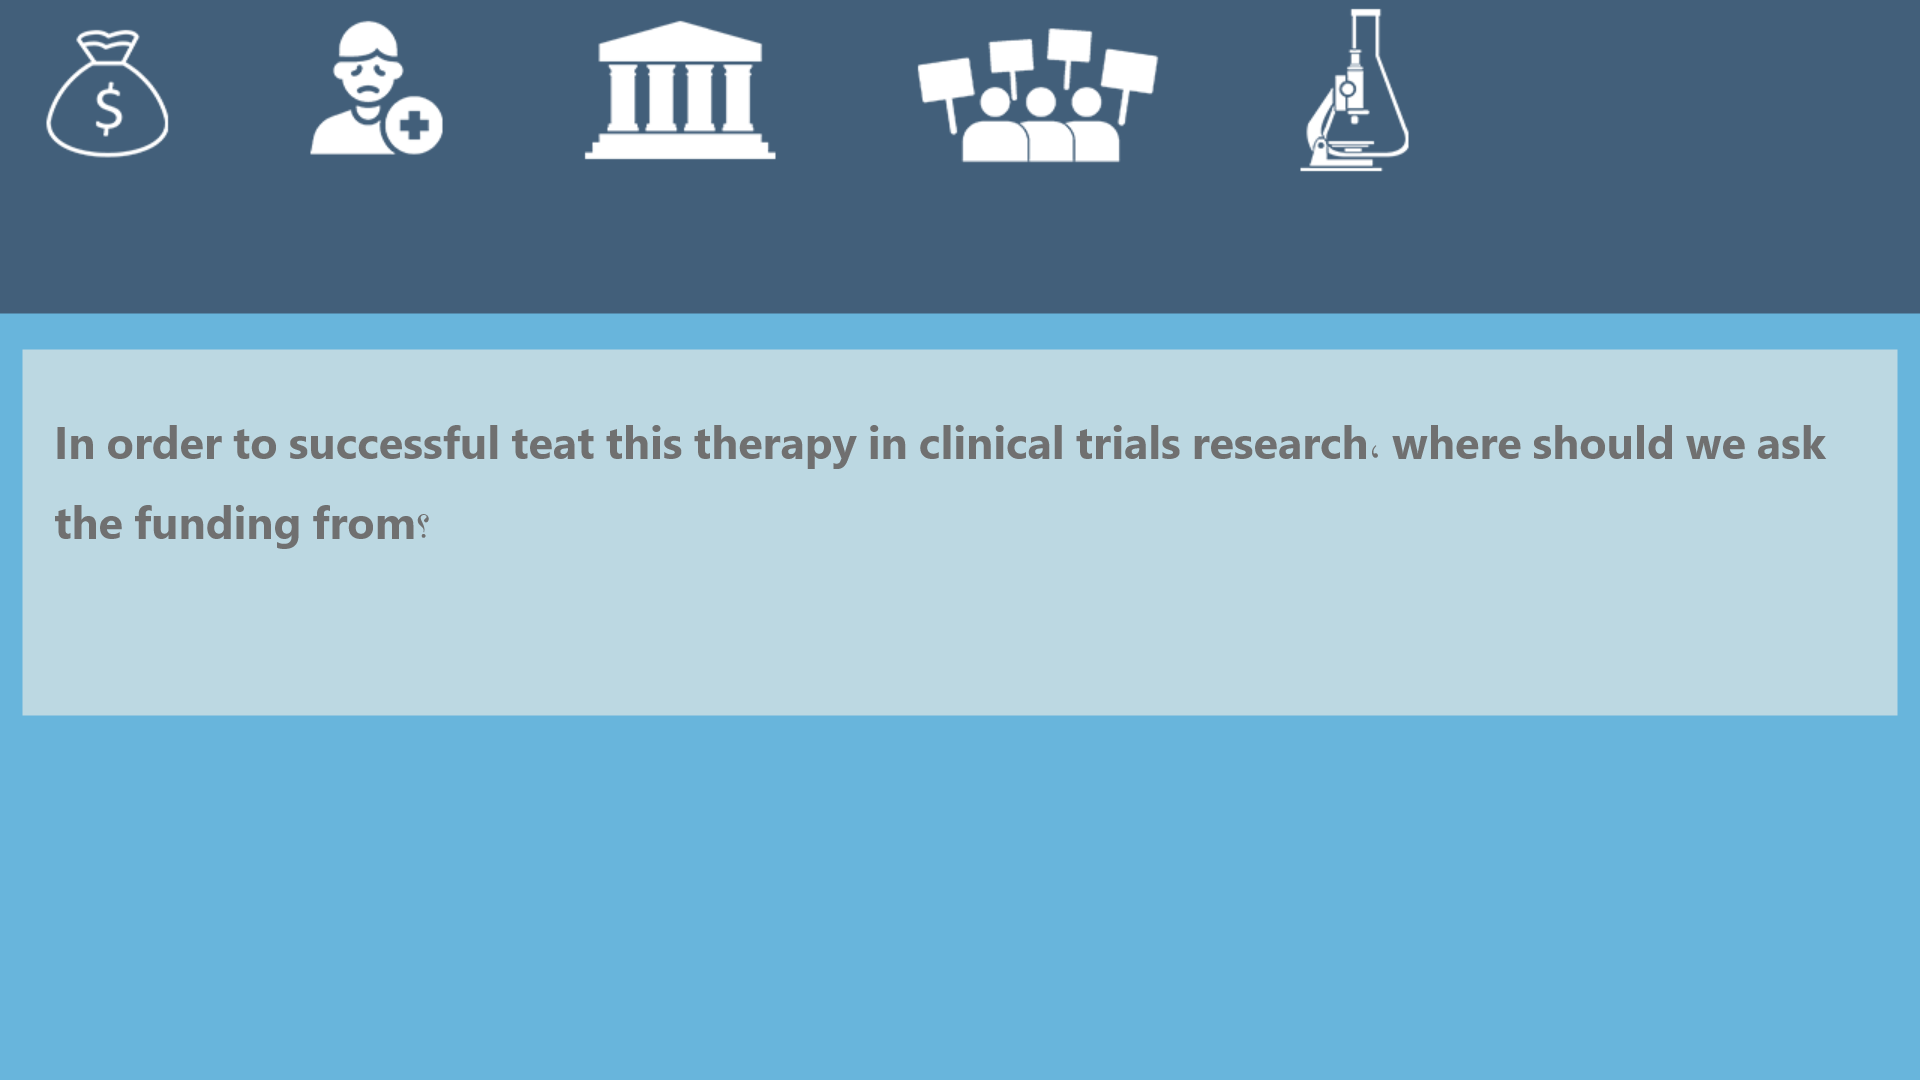 In order to successful teat this therapy in clinical trials research، where should we ask
the funding from؟